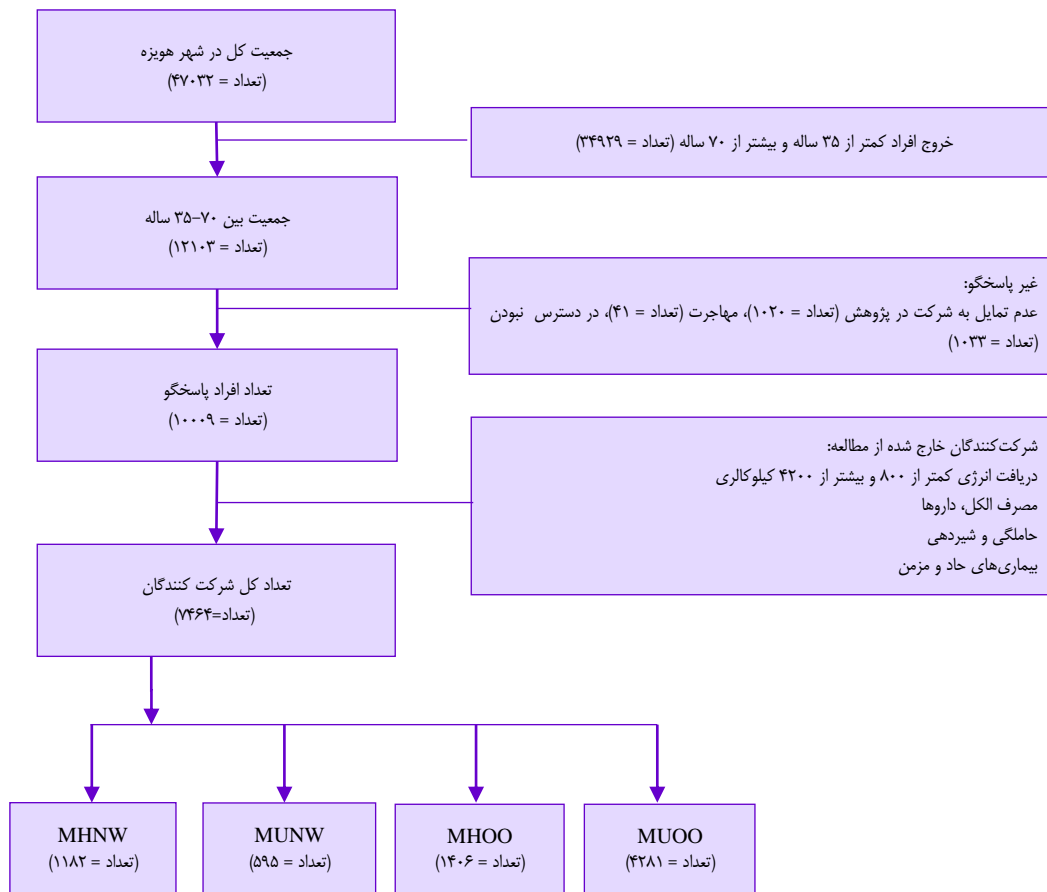 جمعیت کل در شهر هویزه
(تعداد = ۴۷۰۳۲)
خروج افراد کمتر از ۳۵ ساله و بیشتر از ۷۰ ساله (تعداد = ۳۴۹۲۹)
جمعیت بین ۷۰-۳۵ ساله
(تعداد = ۱۲۱۰۳)
غیر پاسخگو:
عدم تمایل به شرکت در پژوهش (تعداد = ۱۰۲۰)، مهاجرت (تعداد = ۴۱)، در دسترس نبودن
(تعداد = ۱۰۳۳)
تعداد افراد پاسخگو
(تعداد = ۱۰۰۰۹)
شرکت‌کنندگان خارج شده از مطالعه:
دریافت انرژی کمتر از ۸۰۰ و بیشتر از ۴۲۰۰ کیلوکالری
مصرف الکل، داروها
حاملگی و شیردهی
بیماری‌های حاد و مزمن
تعداد کل شرکت کنندگان
(تعداد=۷۴۶۴)
MHNW
(تعداد = ۱۱۸۲)
MUNW
(تعداد = ۵۹۵)
MHOO
(تعداد = ۱۴۰۶)
MUOO
(تعداد = ۴۲۸۱)